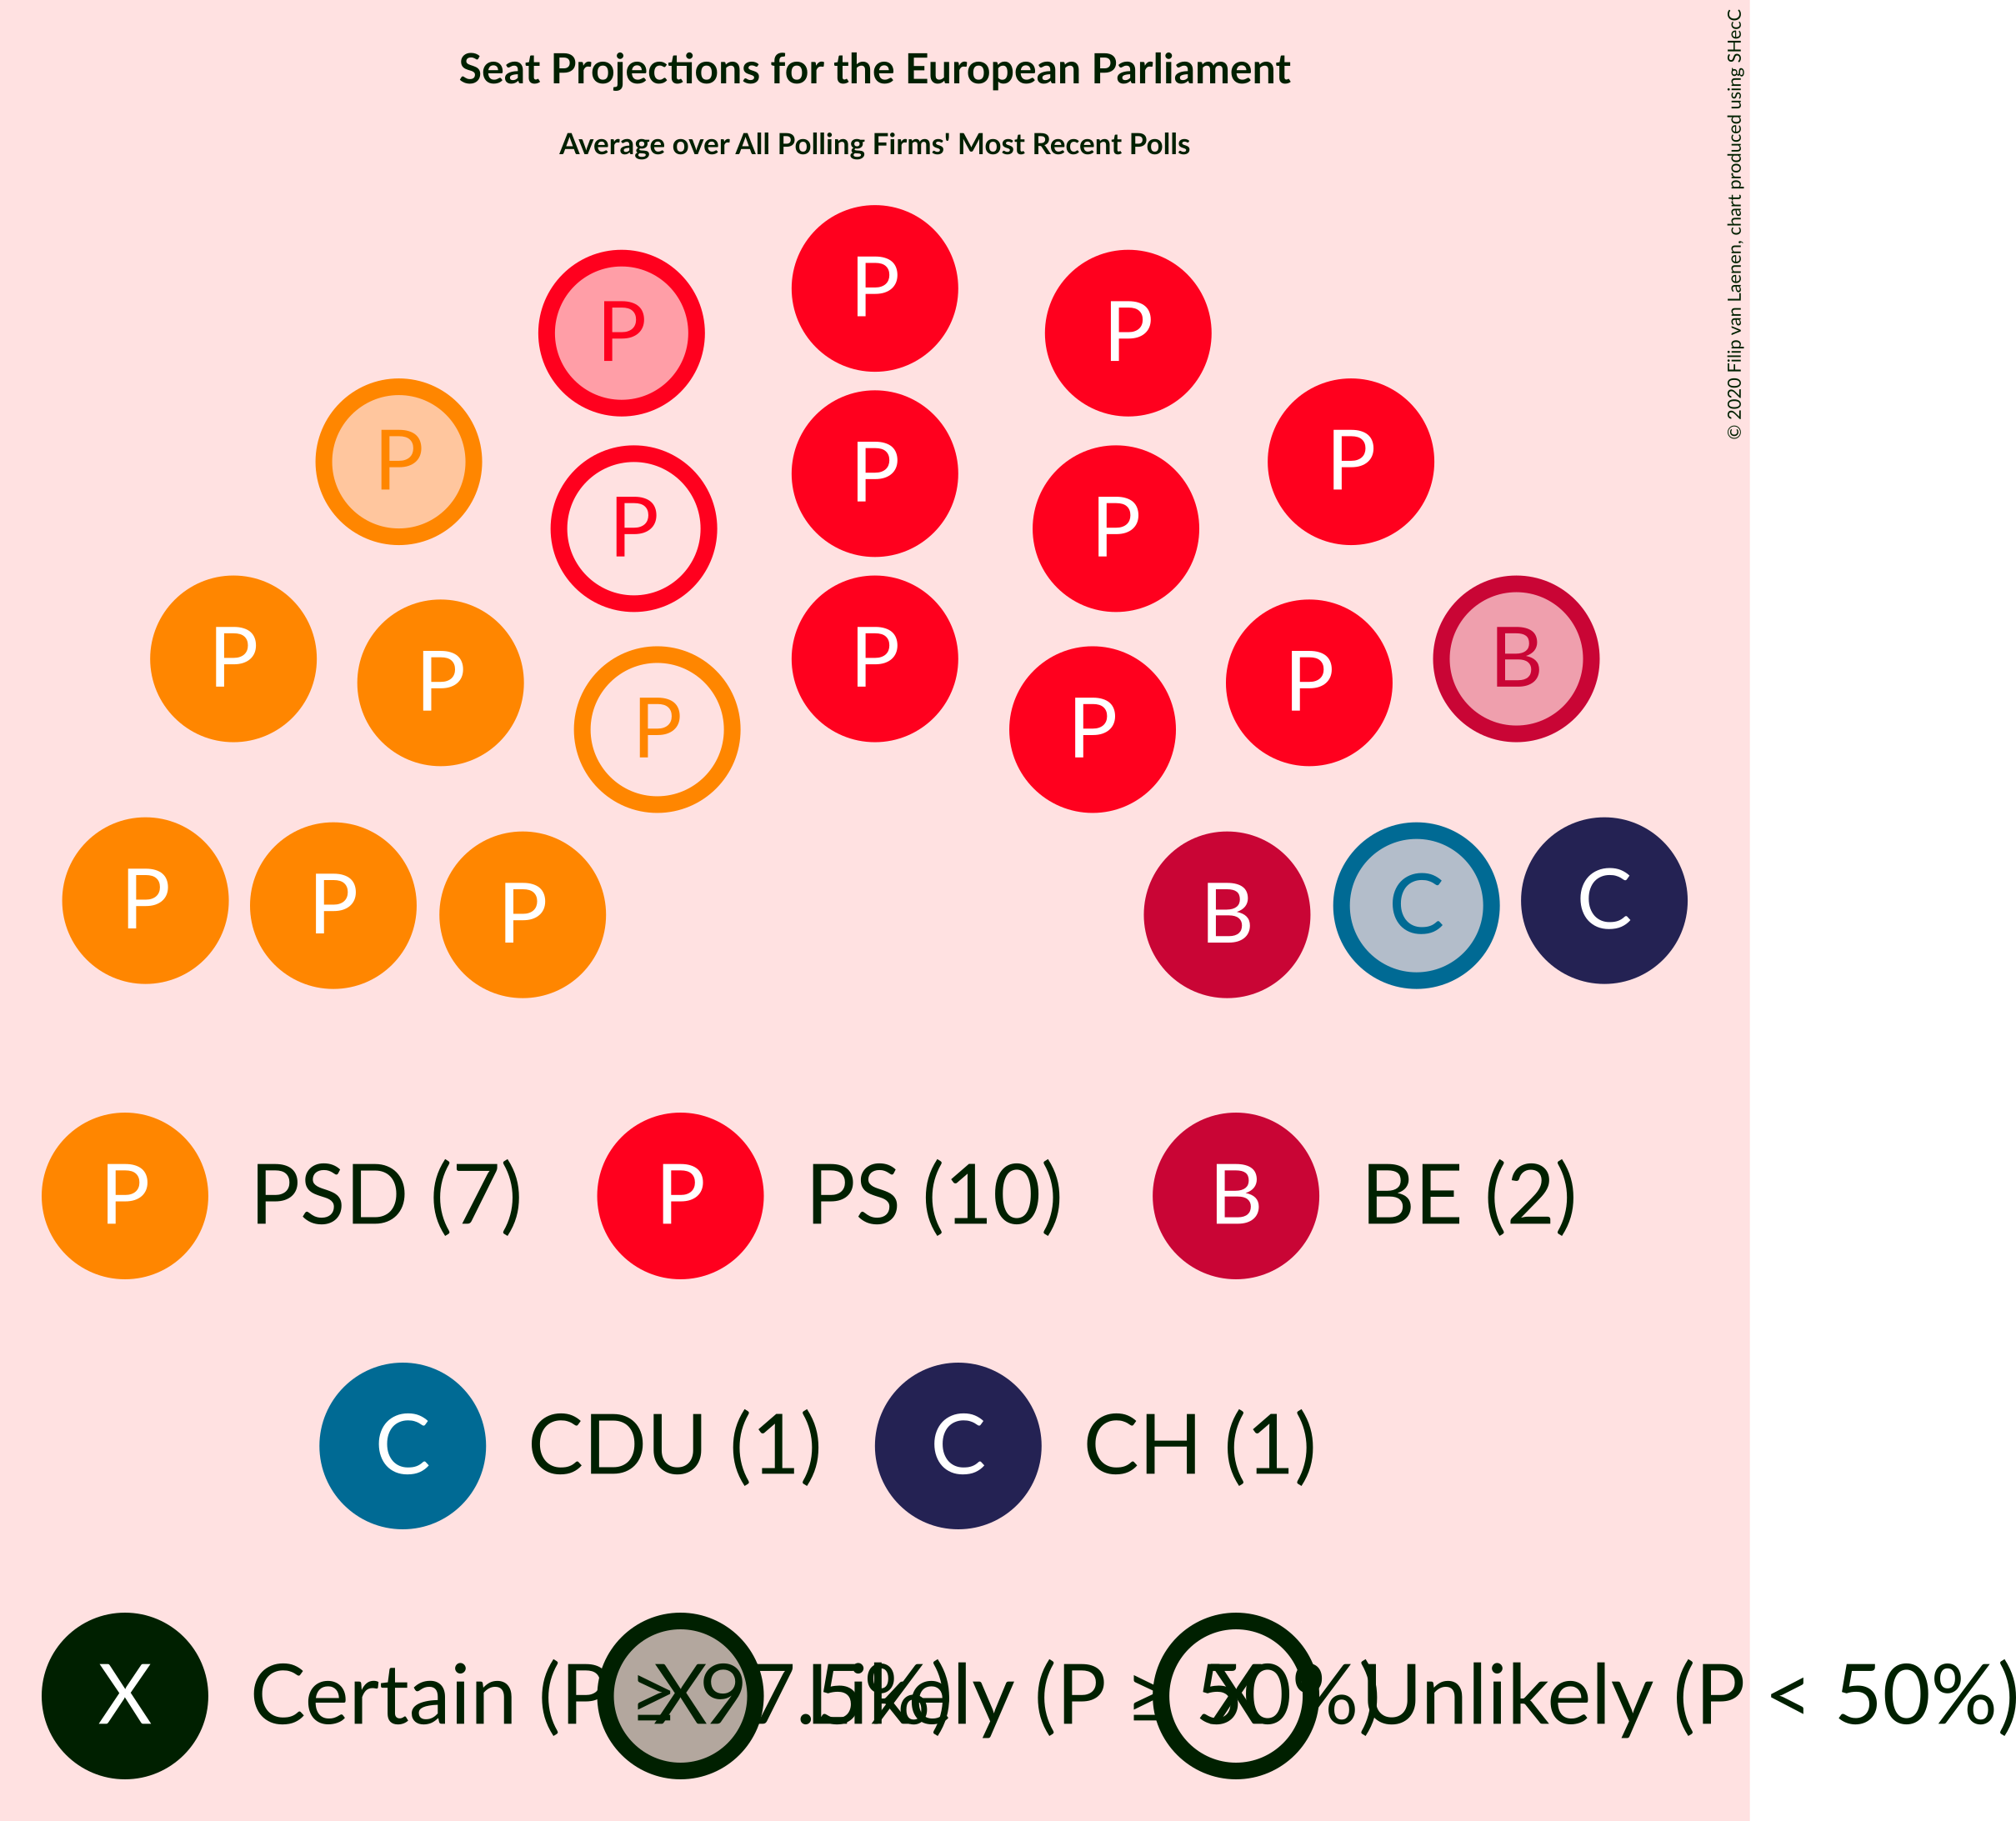 Seat Projections for the European Parliament
Average over All Polling Firms' Most Recent Polls
© 2020 Filip van Laenen, chart produced using SHecC
P
P P
P P
P
P P
P P
P B
P P
P P
P P P B C C
P PSD (7) P PS (10) B BE (2)
C CDU (1) C CH (1)
X Certain (P ≥ 97.5%) X Likely (P ≥ 50%) X Unlikely (P < 50%)